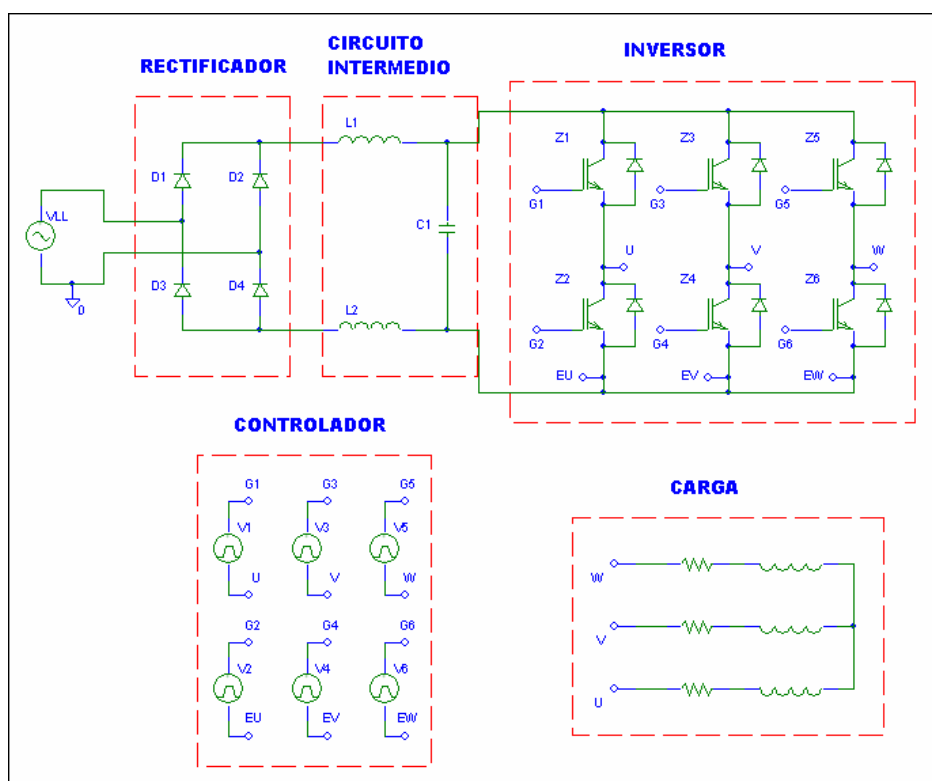 CIRCUITO
INTERMEDIO
RECTIFICADOR
INVERSOR
L1
Z1
Z3
Z5
D1
D2
G1
G3
G5
VLL
C1
U
V
W
D3
D4
Z2
Z4
Z6
0
L2
G2
G4
G6
EU
EV
EW
CONTROLADOR
G1
G3
G5
V1
V3
V5
U
V
W
G2
G4
G6
V2
V4
V6
EU
EV
EW
CARGA
W
V
U